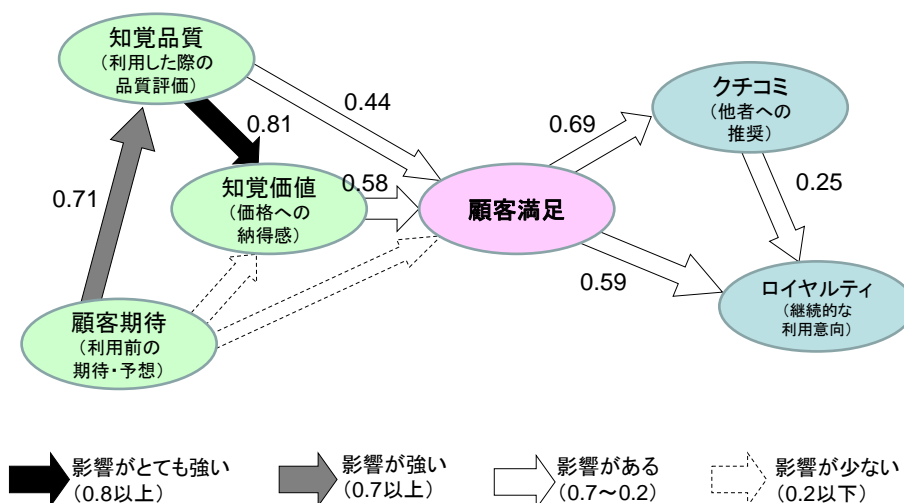 知覚品質
(利用した際の
品質評価)
0.44
クチコミ
(他者への
推奨)
0.81
0.69
0.71
知覚価値
(価格への
納得感)
0.58
顧客満足
0.25
0.59
ロイヤルティ
(継続的な
利用意向)
顧客期待
(利用前の
期待・予想)
影響がとても強い
(0.8以上)
影響が強い
(0.7以上)
影響がある
(0.7～0.2)
影響が少ない
(0.2以下)